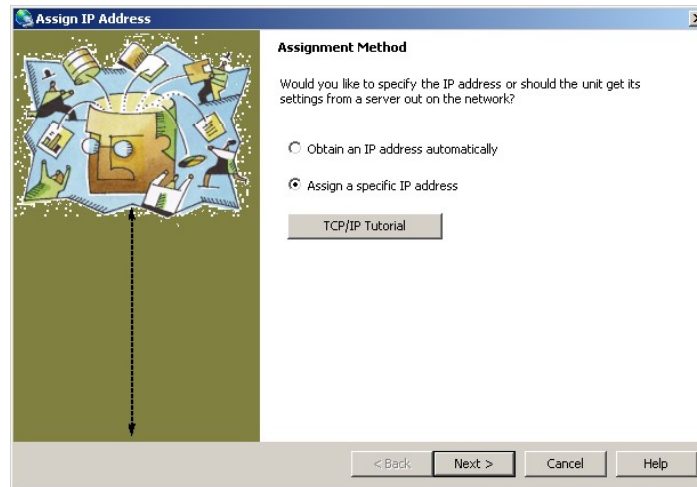 Assign IP Address
Assignment Method
Would you like to specify the IP address or should the unit get its
settings from a server out on the network?
Obtain an IP address automatically
Assign a specific IP address
TCP/IP Tutorial
< Back
Next >
Cancel
Help